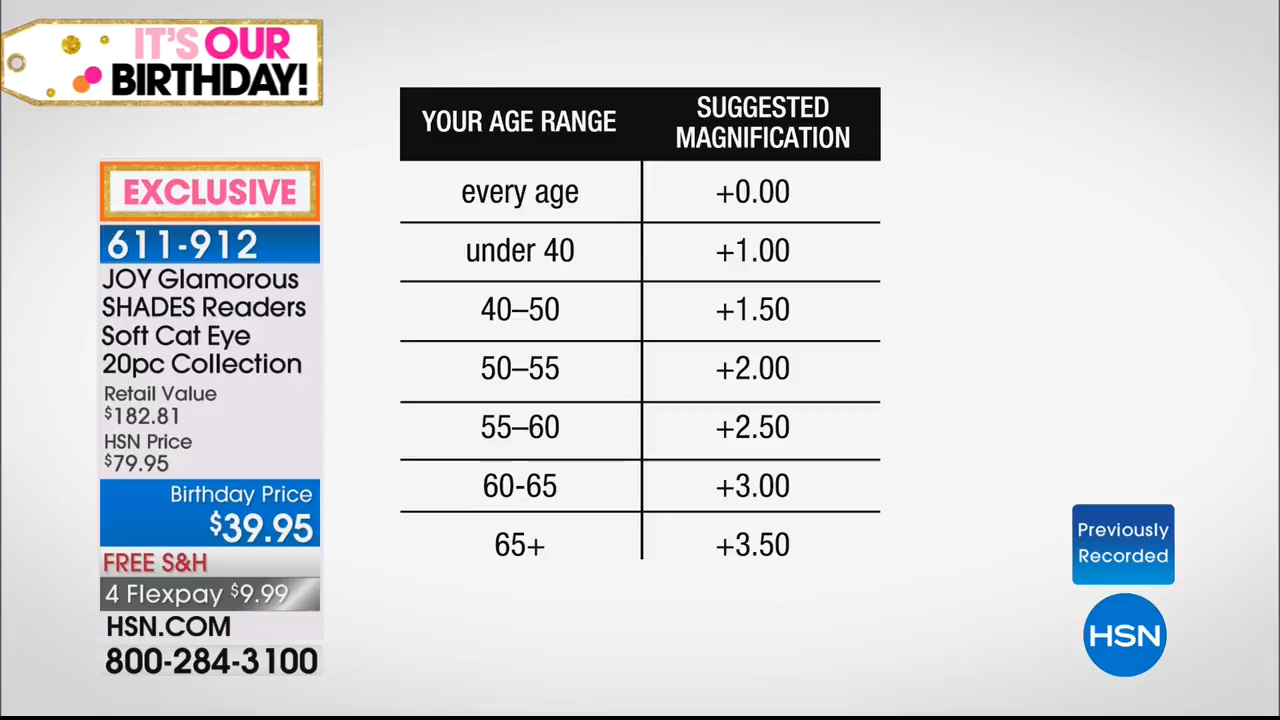 IT'S OUR
BIRTHDAY!
EXCLUSIVE
611-912
JOY Glamorous
SHADES Readers
Soft Cat Eye
20pc Collection
Retail Value
$182.81
HSN Price
$79.95
Birthday Price
$39.95
FREE S&H
4 Flexpay $9.99
HSN.COM
800-284-3100
YOUR AGE RANGE SUGGESTED MAGNIFICATION
every age +0.00
under 40 +1.00
40–50 +1.50
50–55 +2.00
55–60 +2.50
60-65 +3.00
65+ +3.50
Previously
Recorded
HSN